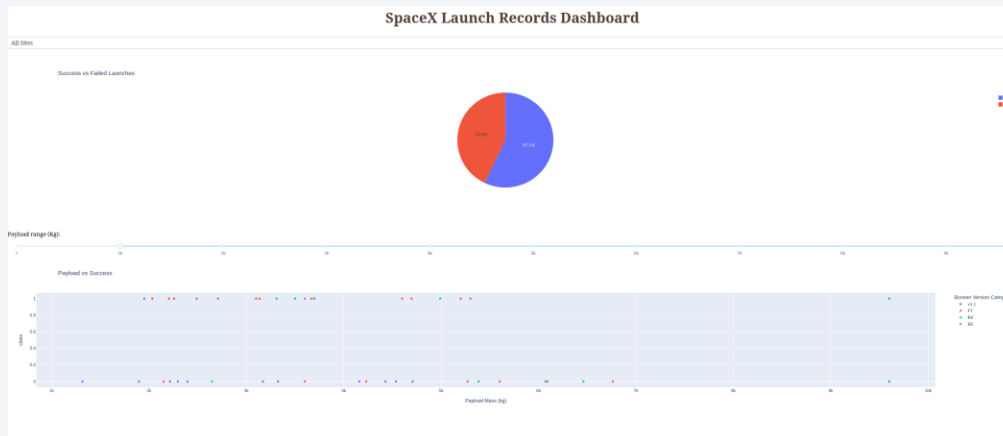 SpaceX Launch Records Dashboard
All Sites
Success vs Failed Launches
57.1%
Payload range (Kg):
0 1k 2k 3k 4k 5k 6k 7k 8k 9k
Payload vs Success
1
0.8
0.6
0.4
0.2
0
class
1k 2k 3k 4k 5k 6k 7k 8k 9k 10k
Payload Mass (kg)
Booster Version Categ
v1.1
FT
B4
B5